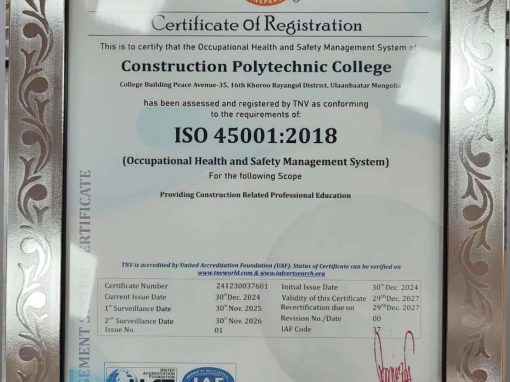 Certificate Of Registration
This is to certify that the Occupational Health and Safety Management System of
Construction Polytechnic College
College Building Peace Avenue-35, 16th Khoroo Bayangol District, Ulaanbaatar Mongolia
has been assessed and registered by TNV as conforming
to the requirements of:
ISO 45001:2018
(Occupational Health and Safety Management System)
For the following Scope
Providing Construction Related Professional Education
TNV is accredited by United Accreditation Foundation (UAF), Status of Certificate can be verified on
www.tnvworld.com & www.iafcertsearch.org
Certificate Number 241230037601 Initial Issue Date 30th Dec. 2024
Current Issue Date 30th Dec. 2024 Validity of this Certificate 29th Dec. 2027
1st Surveillance Date 30th Nov. 2025 Recertification due on 29th Dec. 2027
2nd Surveillance Date 30th Nov. 2026 Revision No./Date 00
Issue No. 01 IAF Code 37
UNITED
ACCREDITATION
FOUNDATION
IAF
CERTIFICATE